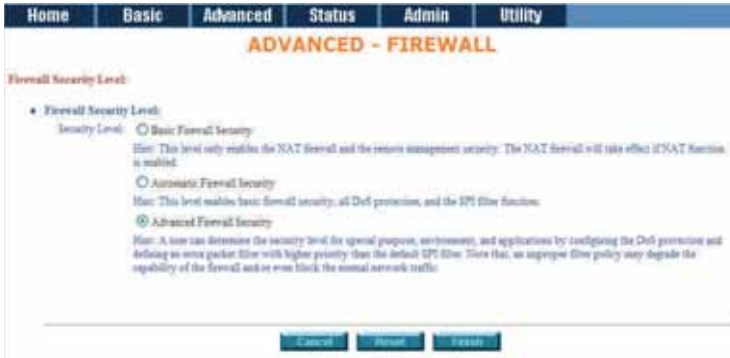 Home Basic Advanced Status Admin Utility
ADVANCED - FIREWALL
Firewall Security Level:
Firewall Security Level:
Security Level: Basic Firewall Security
Hint: This level only enables the NAT firewall and the remote management security. The NAT firewall will take effect if NAT function
is enabled.
Automatic Firewall Security
Hint: This level enables basic firewall security, all DoS protection, and the SPI filter function.
Advanced Firewall Security
Hint: A user can determine the security level for special purpose, environment, and applications by configuring the DoS protection and
defining an extra packet filter with higher priority than the default SPI filter. Note that, an improper filter policy may degrade the
capability of the firewall and/or even block the normal network traffic.
Cancel Reset Finish